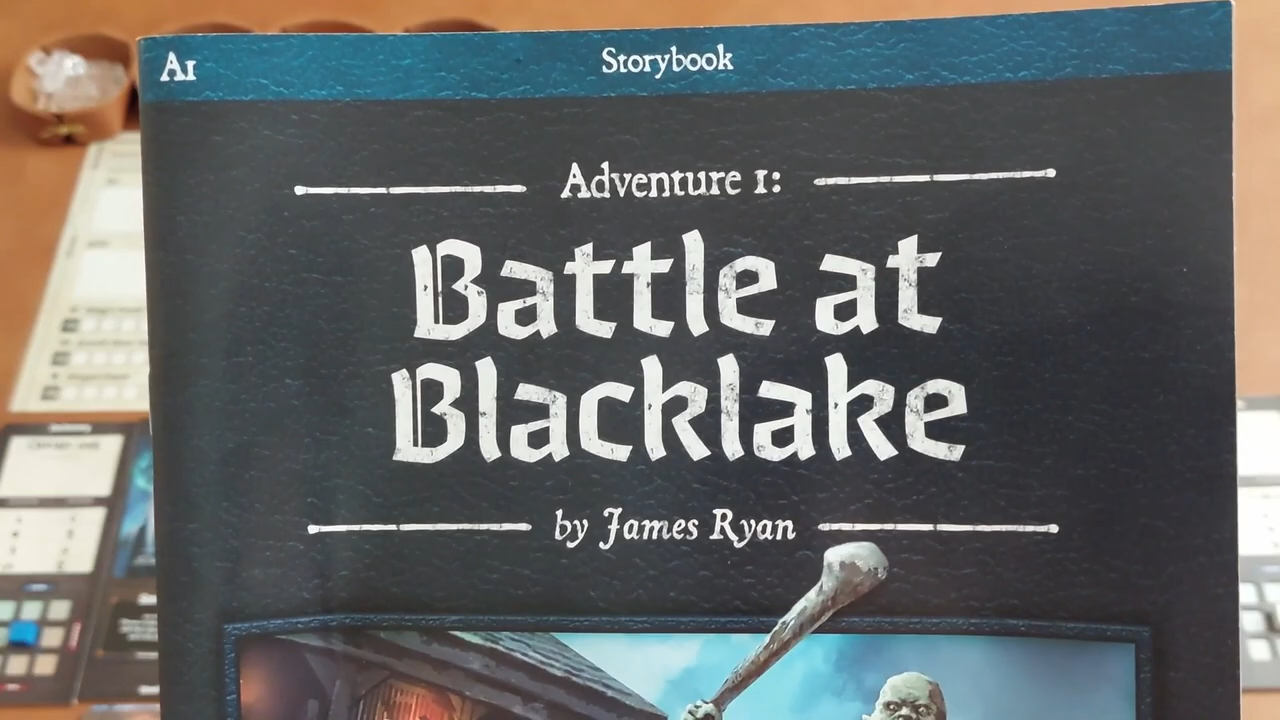 A1
Storybook
Adventure 1:
Battle at
Blacklake
by James Ryan